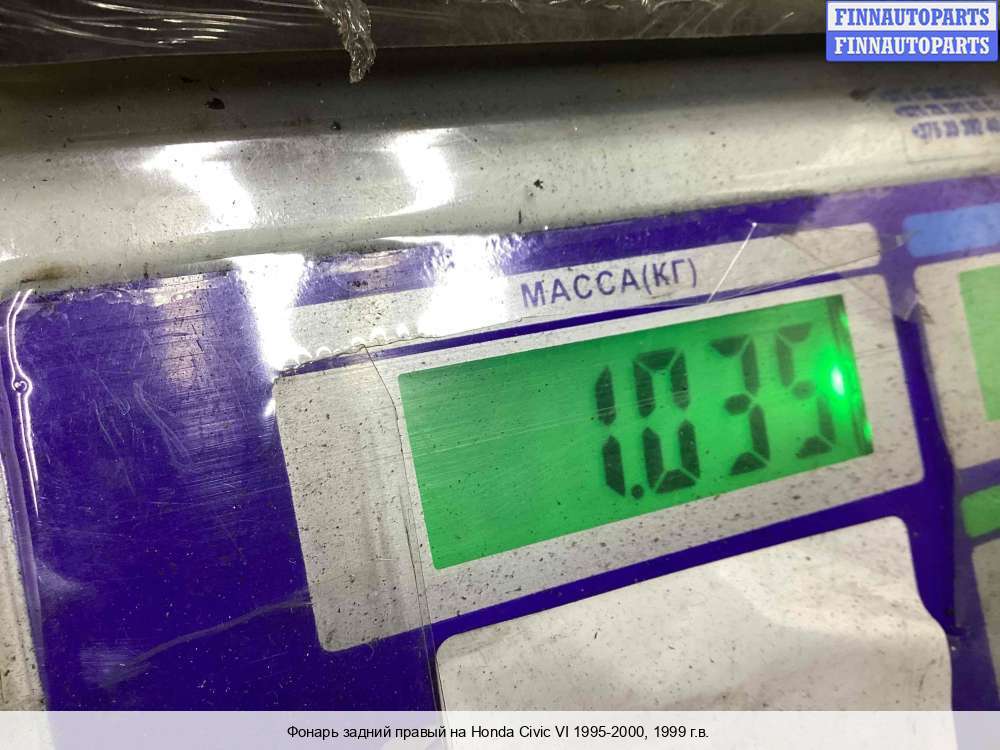 FINNAUTOPARTS
FINNAUTOPARTS
МАССА(КГ)
1.035
Фонарь задний правый на Honda Civic VI 1995-2000, 1999 г.в.